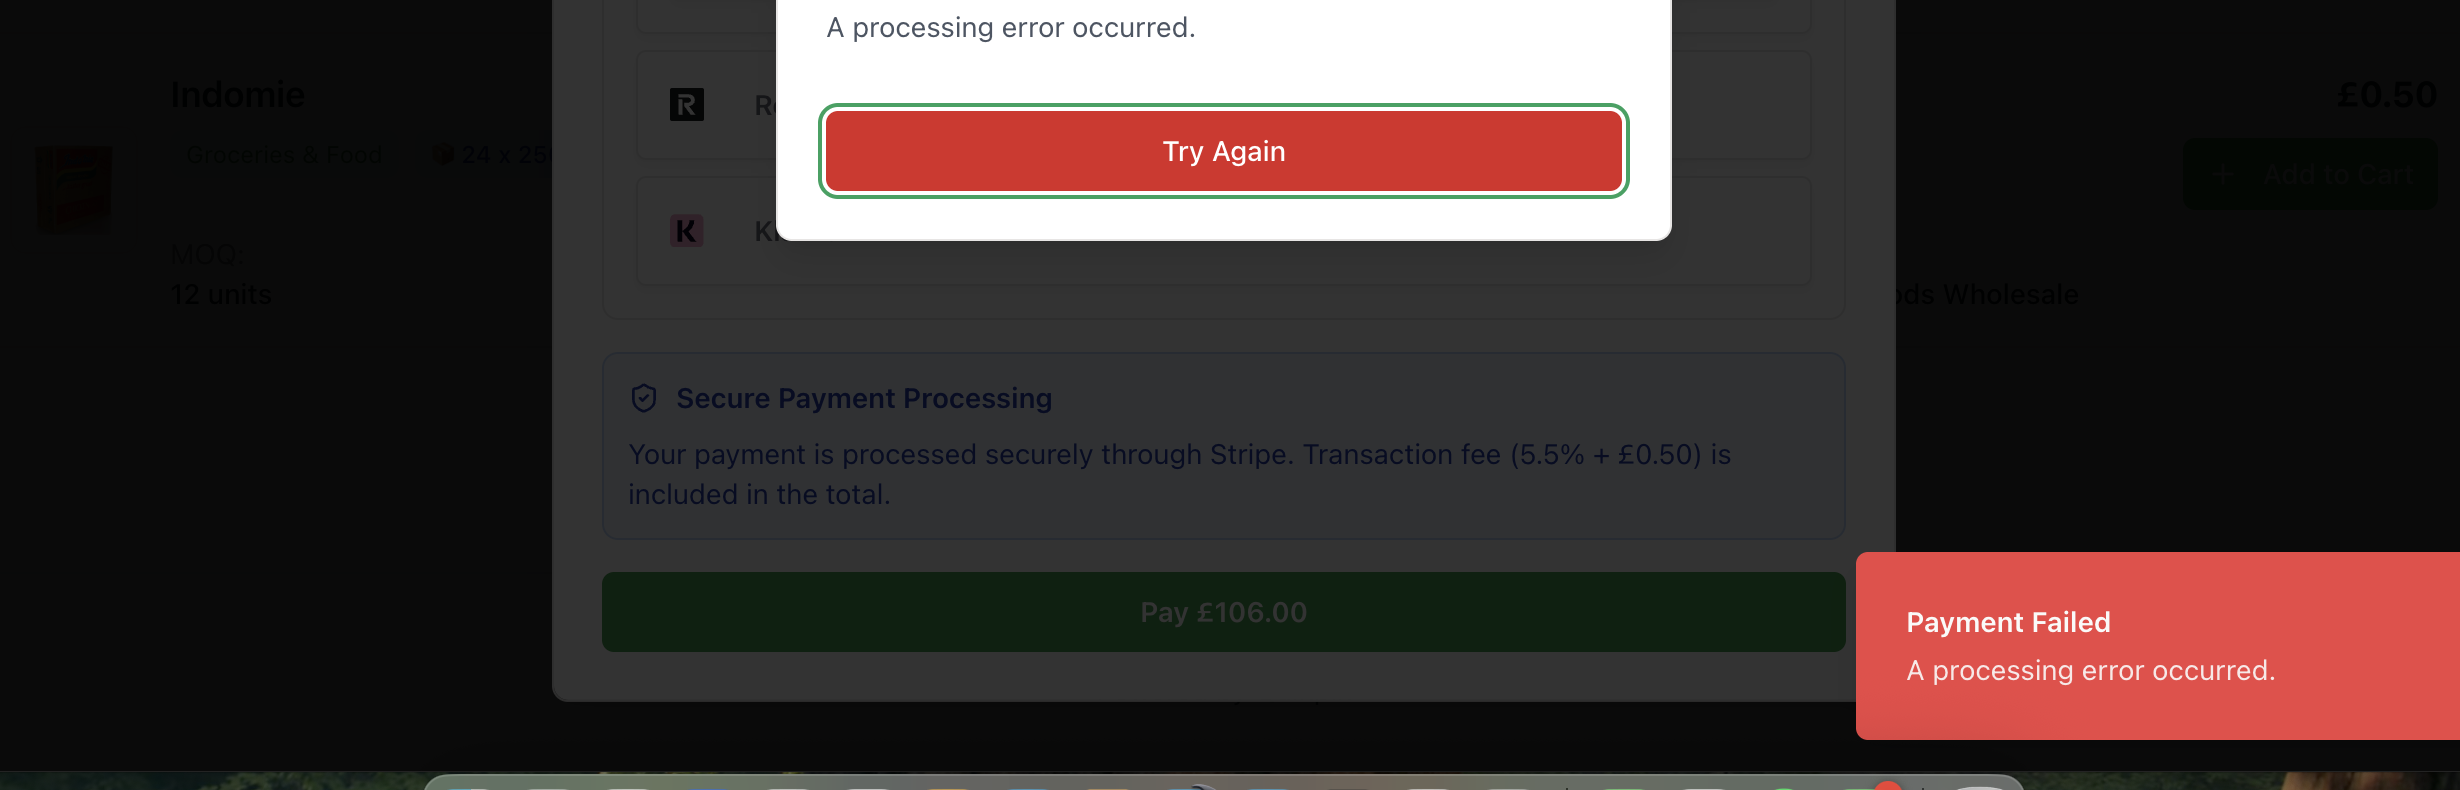 A processing error occurred.
Indomie
£0.50
Groceries & Food
24 x 25
Try Again
Add to Cart
MOQ:
12 units
ods Wholesale
Secure Payment Processing
Your payment is processed securely through Stripe. Transaction fee (5.5% + £0.50) is
included in the total.
Pay £106.00
Payment Failed
A processing error occurred.